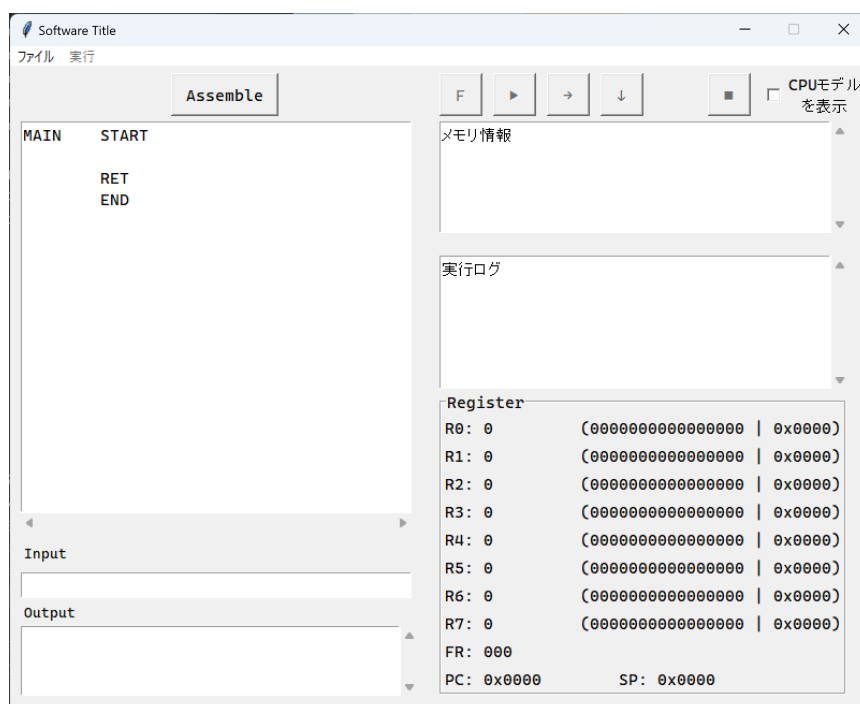 Software Title
ファイル 実行
Assemble
F ▶ → ↓ ■
CPUモデル
を表示
MAIN START
RET
END
メモリ情報
実行ログ
Input
Output
Register
R0: 0 (0000000000000000 | 0x0000)
R1: 0 (0000000000000000 | 0x0000)
R2: 0 (0000000000000000 | 0x0000)
R3: 0 (0000000000000000 | 0x0000)
R4: 0 (0000000000000000 | 0x0000)
R5: 0 (0000000000000000 | 0x0000)
R6: 0 (0000000000000000 | 0x0000)
R7: 0 (0000000000000000 | 0x0000)
FR: 000
PC: 0x0000 SP: 0x0000